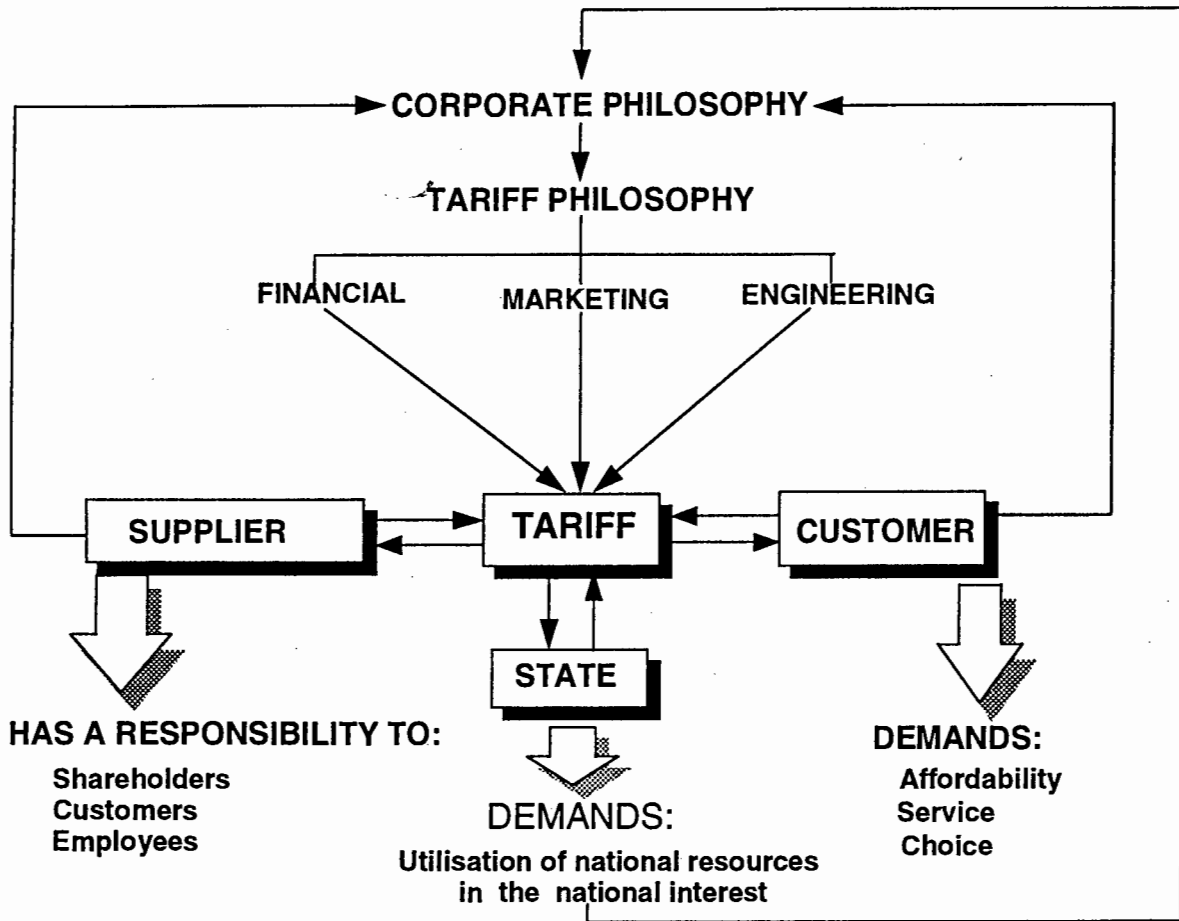 CORPORATE PHILOSOPHY
TARIFF PHILOSOPHY
FINANCIAL
MARKETING
ENGINEERING
SUPPLIER
TARIFF
CUSTOMER
STATE
HAS A RESPONSIBILITY TO:
Shareholders
Customers
Employees
DEMANDS:
Utilisation of national resources
in the national interest
DEMANDS:
Affordability
Service
Choice